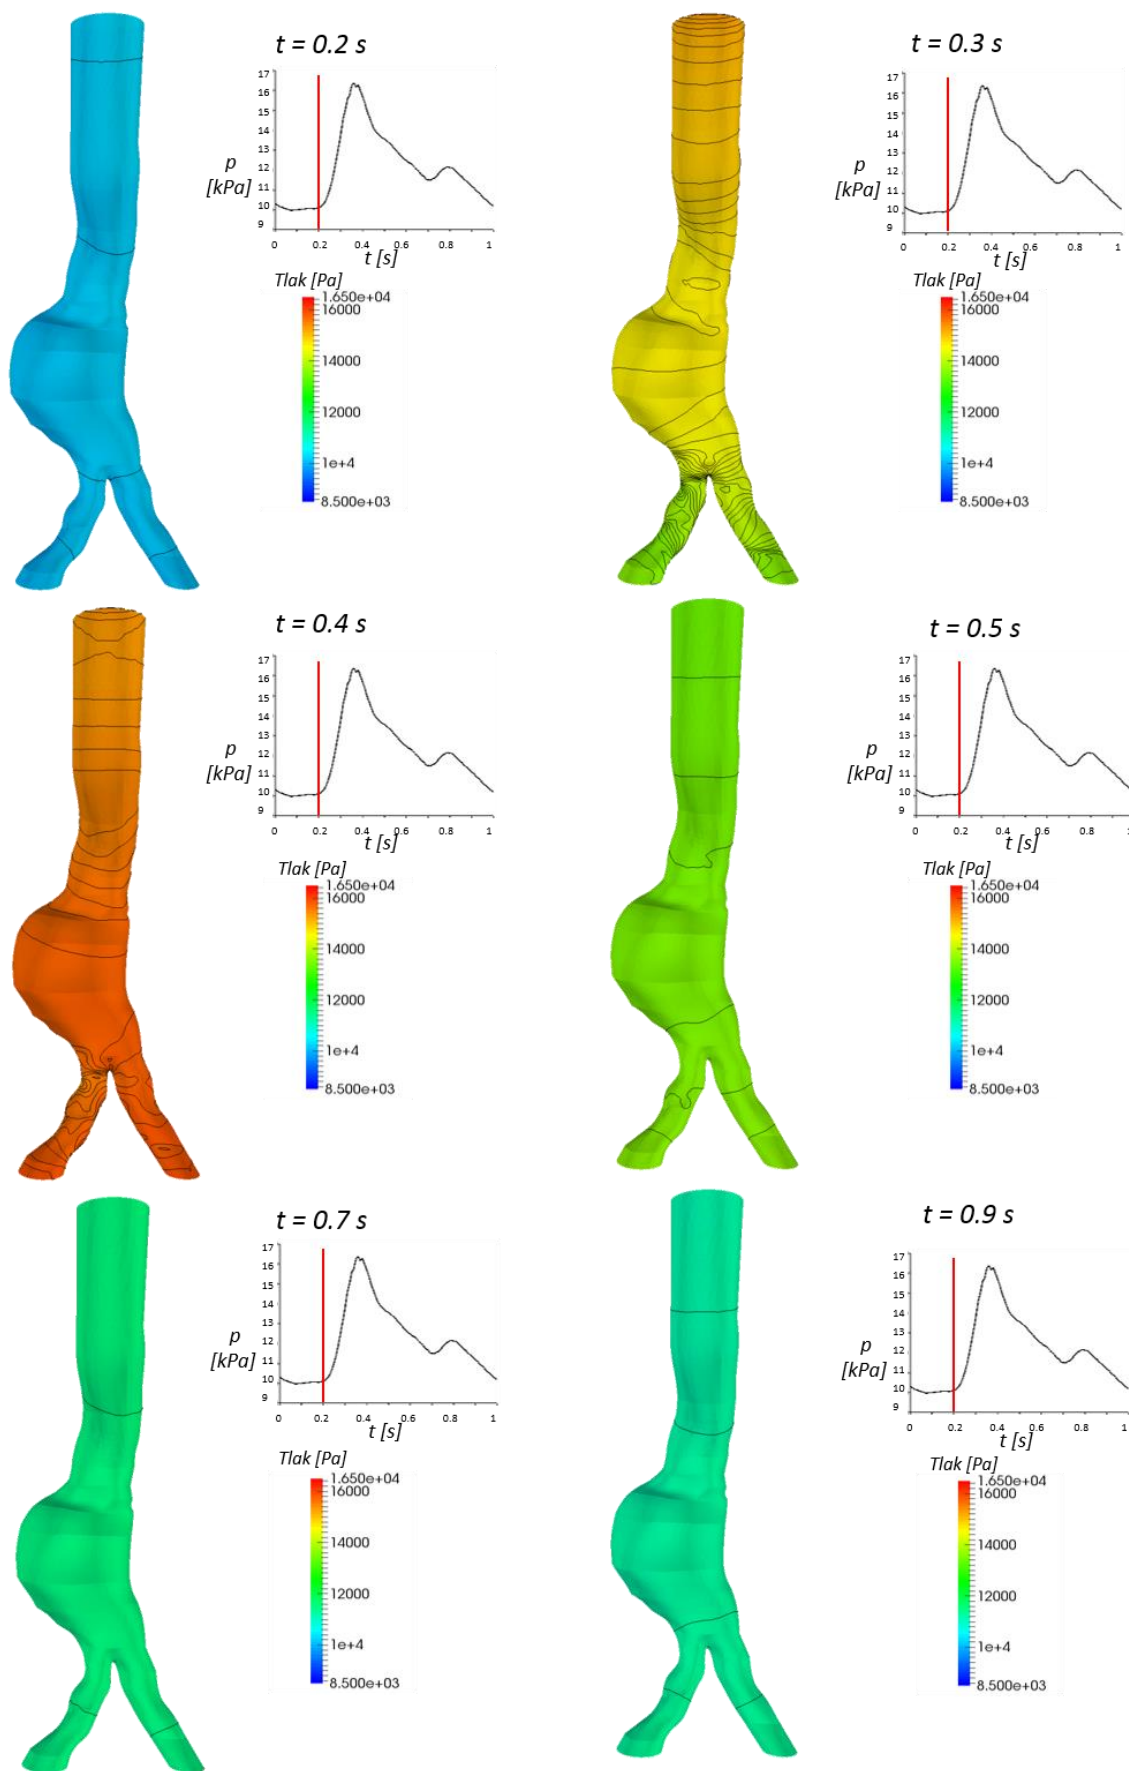 t = 0.2 s
17
16
15
14
13
12
11
10
9
p
[kPa]
0 0.2 0.4 0.6 0.8 1
t [s]
Tlak [Pa]
1.650e+04
16000
14000
12000
1e+4
8.500e+03
t = 0.3 s
17
16
15
14
13
12
11
10
9
p
[kPa]
0 0.2 0.4 0.6 0.8 1
t [s]
Tlak [Pa]
1.650e+04
16000
14000
12000
1e+4
8.500e+03
t = 0.4 s
17
16
15
14
13
12
11
10
9
p
[kPa]
0 0.2 0.4 0.6 0.8 1
t [s]
Tlak [Pa]
1.650e+04
16000
14000
12000
1e+4
8.500e+03
t = 0.5 s
17
16
15
14
13
12
11
10
9
p
[kPa]
0 0.2 0.4 0.6 0.8 1
t [s]
Tlak [Pa]
1.650e+04
16000
14000
12000
1e+4
8.500e+03
t = 0.7 s
17
16
15
14
13
12
11
10
9
p
[kPa]
0 0.2 0.4 0.6 0.8 1
t [s]
Tlak [Pa]
1.650e+04
16000
14000
12000
1e+4
8.500e+03
t = 0.9 s
17
16
15
14
13
12
11
10
9
p
[kPa]
0 0.2 0.4 0.6 0.8 1
t [s]
Tlak [Pa]
1.650e+04
16000
14000
12000
1e+4
8.500e+03